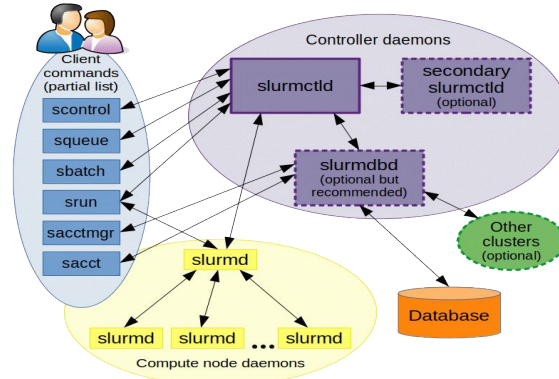 Client
commands
(partial list)
scontrol
squeue
sbatch
srun
sacctmgr
sacct
Controller daemons
slurmctld
secondary
slurmctld
(optional)
slurmdbd
(optional but
recommended)
Other
clusters
(optional)
Database
slurmd
slurmd slurmd ... slurmd
Compute node daemons